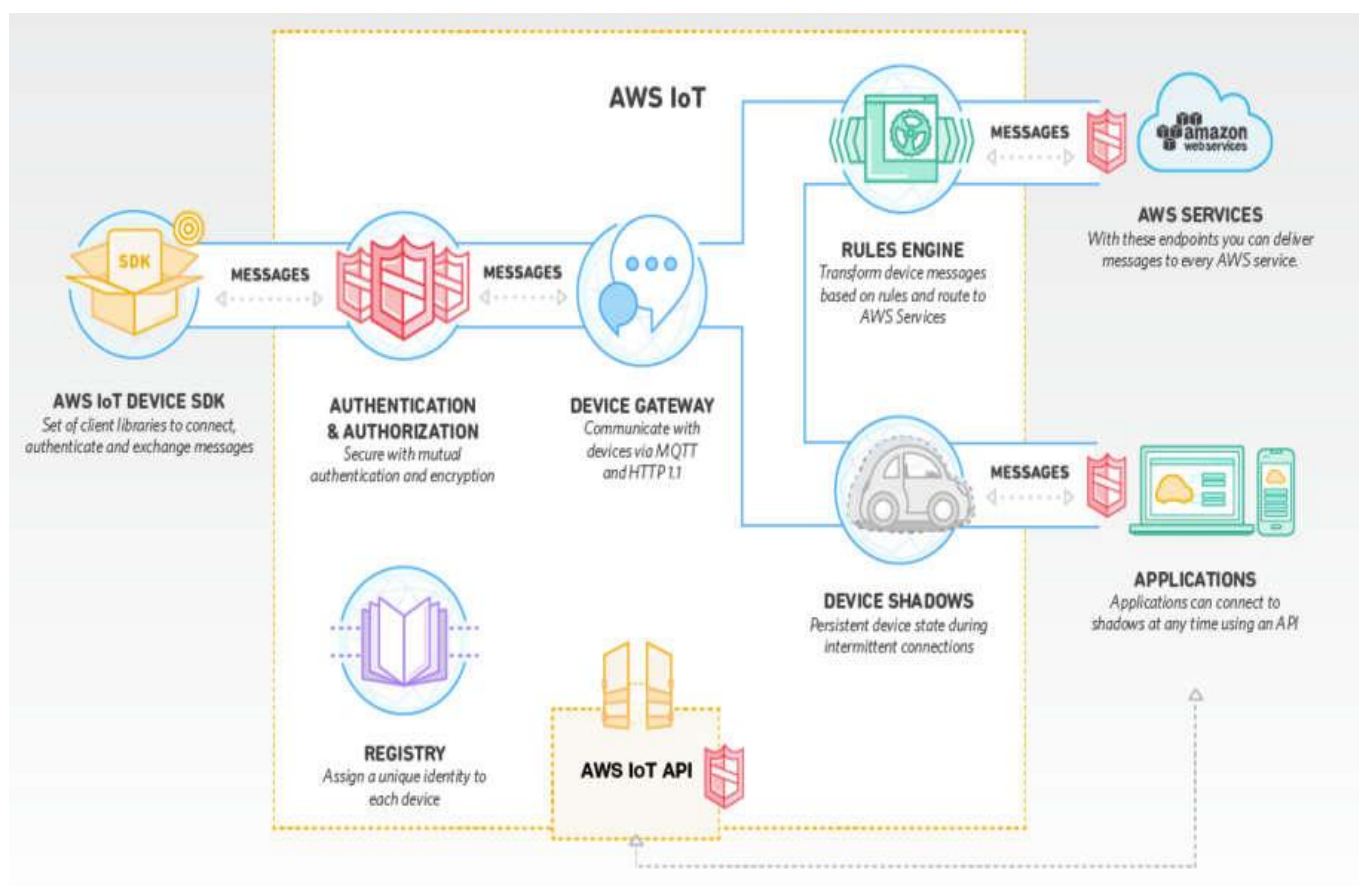 AWS IoT
MESSAGES
amazon
webservices
AWS SERVICES
With these endpoints you can deliver
messages to every AWS service.
RULES ENGINE
Transform device messages
based on rules and route to
AWS Services
SDK
MESSAGES
MESSAGES
AWS IoT DEVICE SDK
Set of client libraries to connect,
authenticate and exchange messages
AUTHENTICATION
& AUTHORIZATION
Secure with mutual
authentication and encryption
DEVICE GATEWAY
Communicate with
devices via MQTT
and HTTP 1.1
MESSAGES
DEVICE SHADOWS
Persistent device state during
intermittent connections
APPLICATIONS
Applications can connect to
shadows at any time using an API
REGISTRY
Assign a unique identity to
each device
AWS IoT API